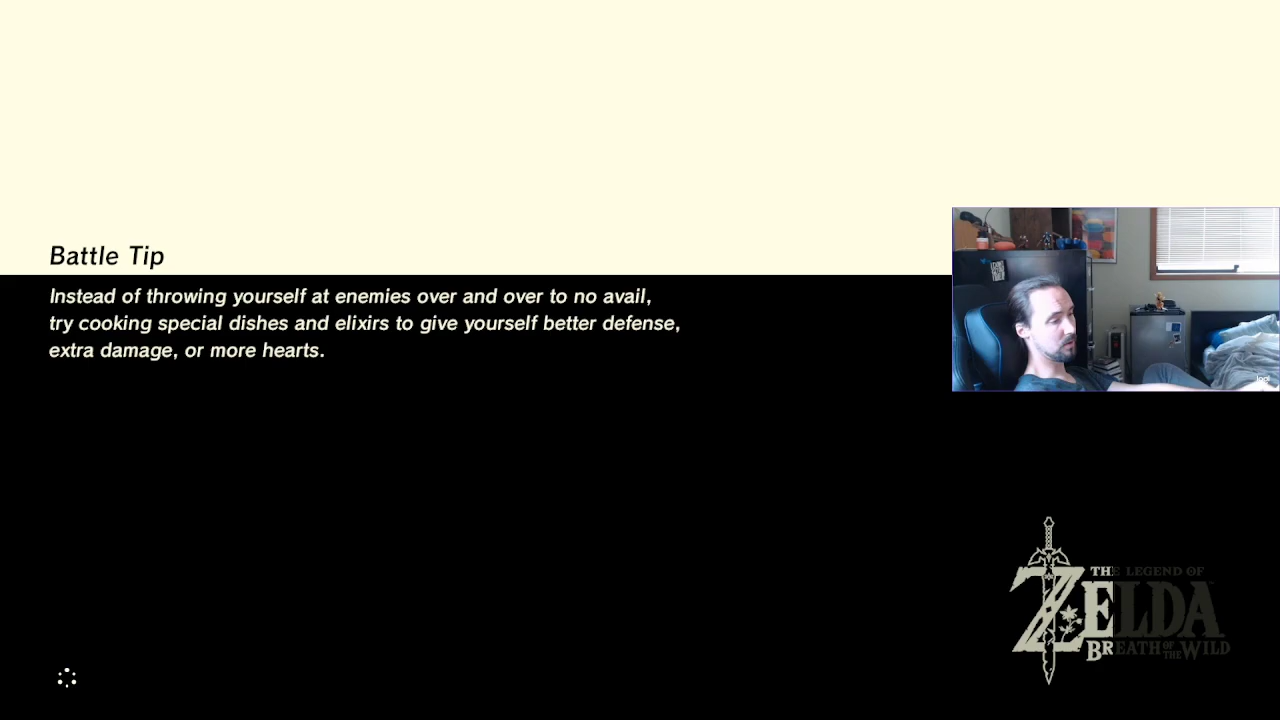 Battle Tip
Instead of throwing yourself at enemies over and over to no avail,
try cooking special dishes and elixirs to give yourself better defense,
extra damage, or more hearts.
THE LEGEND OF
ZELDA
BREATH OF THE WILD